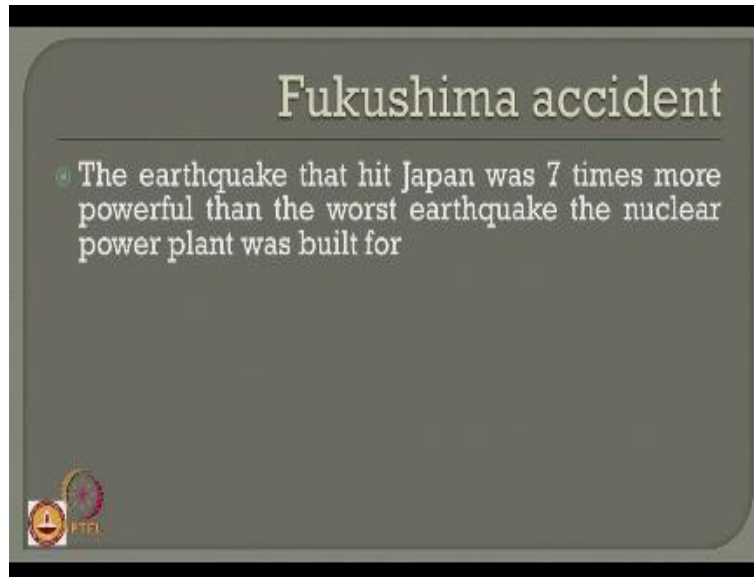 Fukushima accident
The earthquake that hit Japan was 7 times more
powerful than the worst earthquake the nuclear
power plant was built for
PTEL